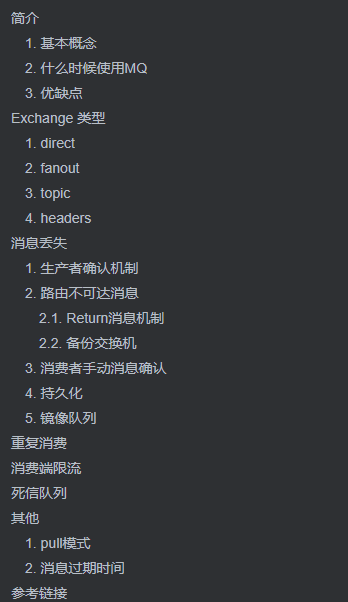 简介
1. 基本概念
2. 什么时候使用MQ
3. 优缺点
Exchange 类型
1. direct
2. fanout
3. topic
4. headers
消息丢失
1. 生产者确认机制
2. 路由不可达消息
2.1. Return消息机制
2.2. 备份交换机
3. 消费者手动消息确认
4. 持久化
5. 镜像队列
重复消费
消费端限流
死信队列
其他
1. pull模式
2. 消息过期时间
参考链接